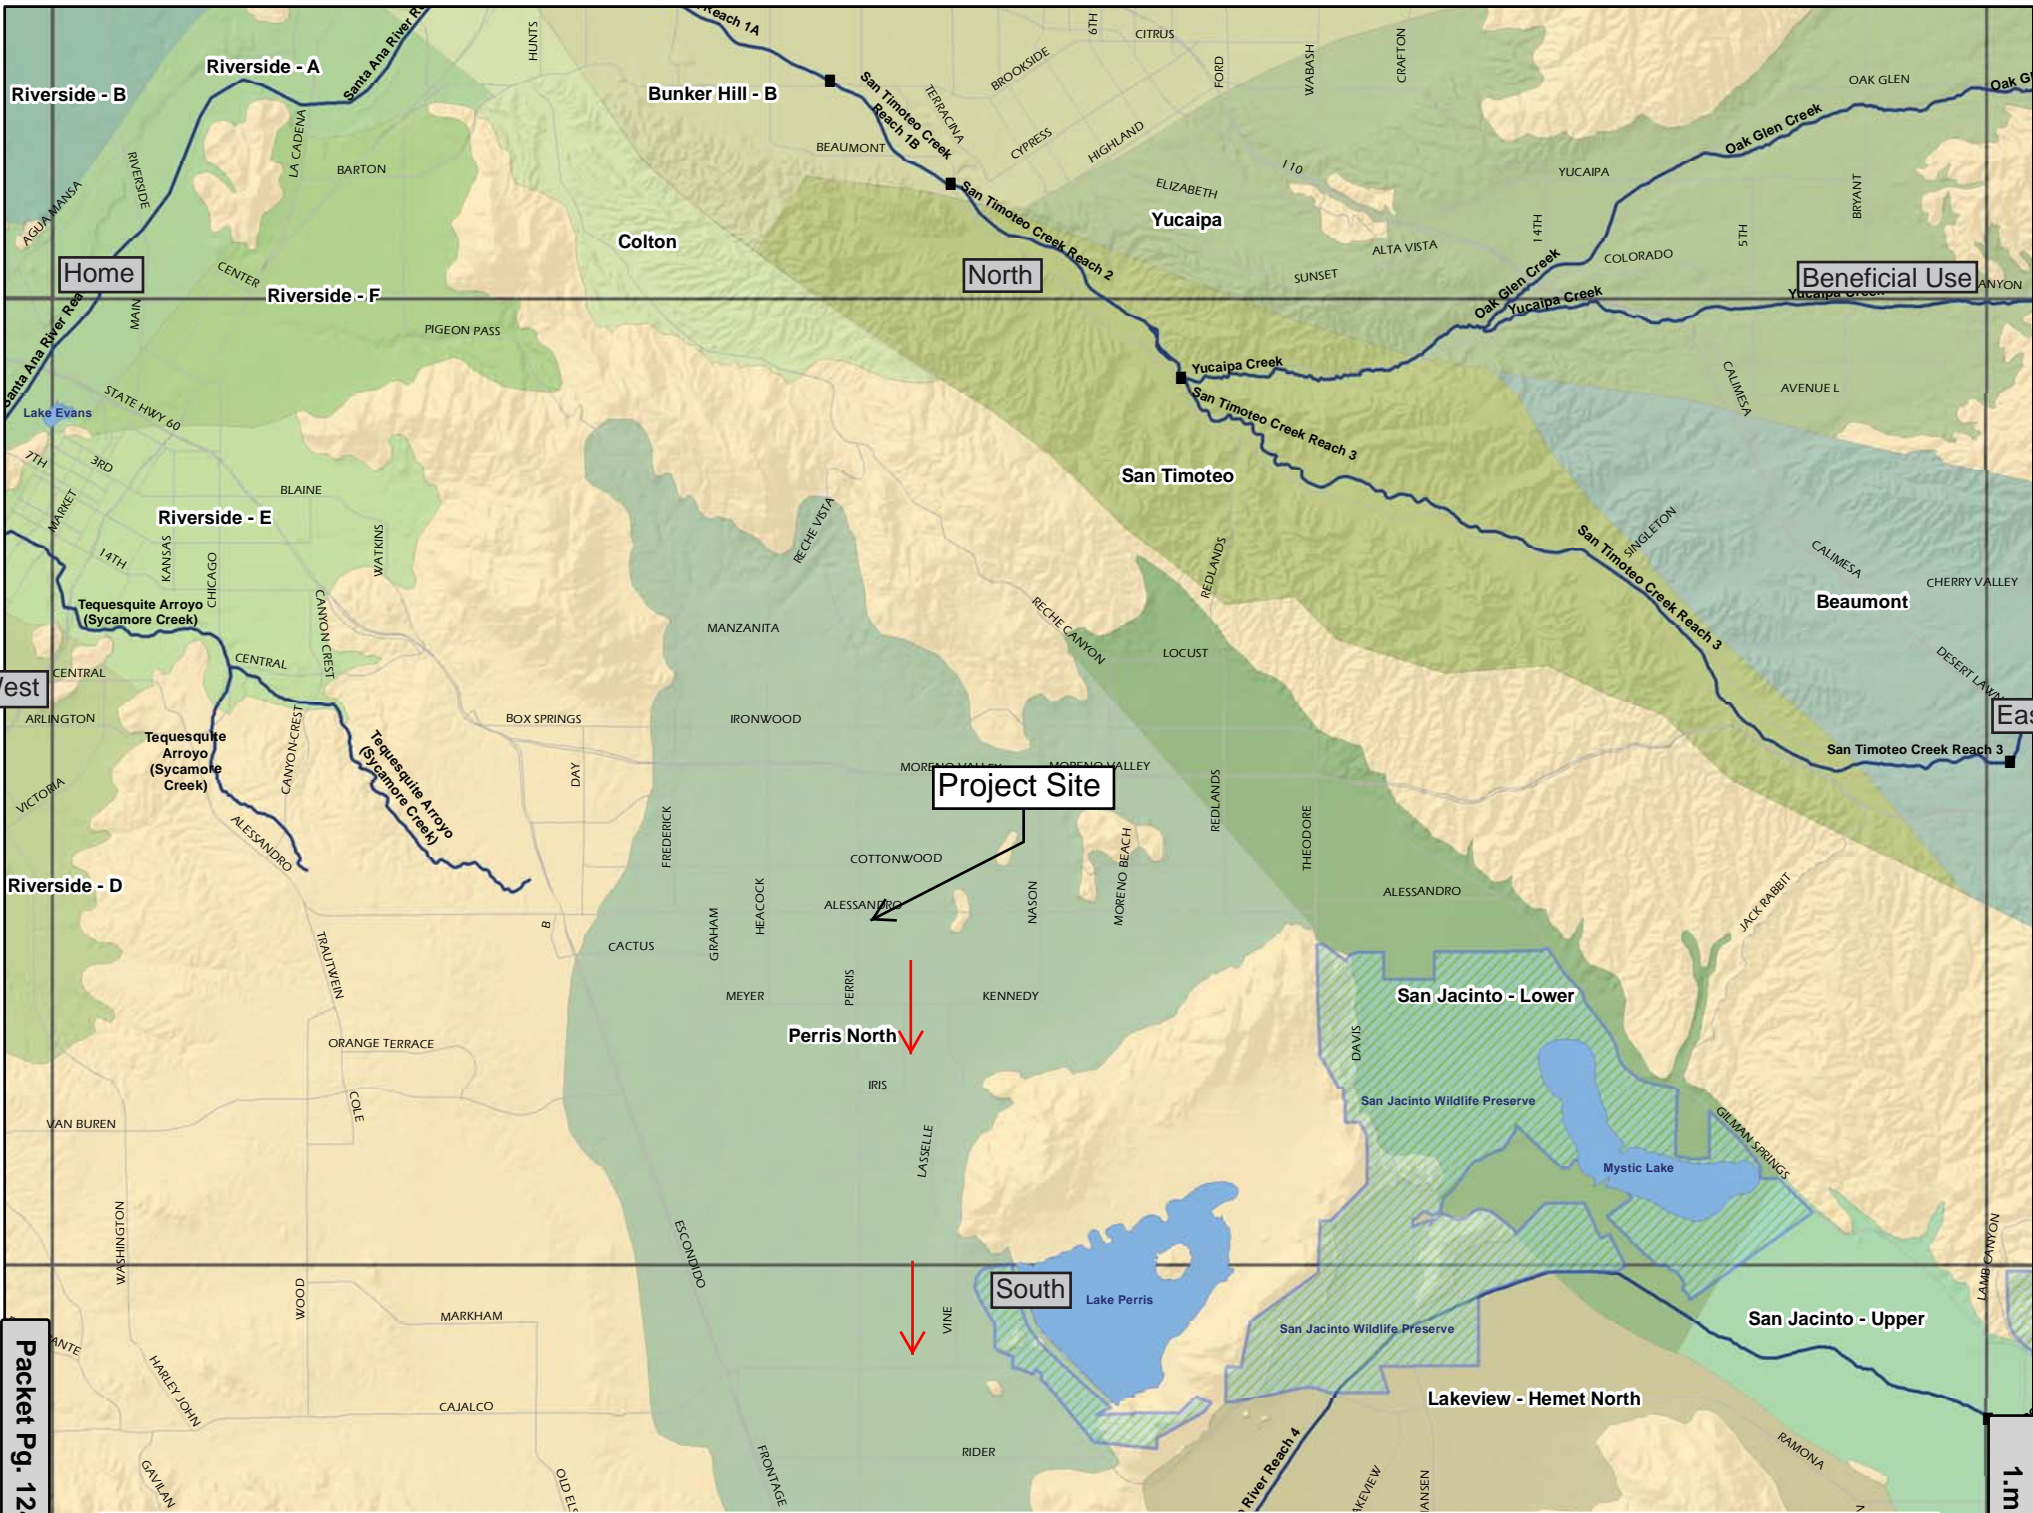 Reach 1A
HUNTS
6TH
CITRUS
Riverside - A
Riverside - B
Bunker Hill - B
San Timoteo Creek
Reach 1B
TERRACINA
BROOKSIDE
FORD
WABASH
CRAFTON
OAK GLEN
Oak Glen Creek
LA CADENA
BARTON
BEAUMONT
CYPRESS
HIGHLAND
I 10
YUCAIPA
BRYANT
RIVERSIDE
AGUA MANSA
San Timoteo Creek Reach 2
ELIZABETH
Yucaipa
14TH
5TH
Colton
ALTA VISTA
COLORADO
Home
CENTER
North
SUNSET
Oak Glen Creek
Beneficial Use
Riverside - F
MAIN
Yucaipa Creek
Yucaipa Creek
PIGEON PASS
Yucaipa Creek
CALIMESA
AVENUE L
STATE HWY 60
Lake Evans
San Timoteo Creek Reach 3
7TH
3RD
San Timoteo
BLAINE
MARKET
Riverside - E
RECHE VISTA
SINGLETON
14TH
KANSAS
CHICAGO
WATKINS
REDLANDS
San Timoteo Creek Reach 3
CALIMESA
CHERRY VALLEY
Beaumont
Tequesquite Arroyo
(Sycamore Creek)
CANYON CREST
MANZANITA
RECHE CANYON
LOCUST
CENTRAL
CENTRAL
DESERT LAWN
ARLINGTON
BOX SPRINGS
IRONWOOD
San Timoteo Creek Reach 3
Tequesquite
Arroyo
(Sycamore
Creek)
CANYON-CREST
Tequesquite Arroyo
(Sycamore Creek)
MORENO VALLEY
MORENO VALLEY
DAY
Project Site
VICTORIA
ALESSANDRO
FREDERICK
REDLANDS
THEODORE
COTTONWOOD
MORENO BEACH
Riverside - D
HEACOCK
ALESSANDRO
NASON
ALESSANDRO
JACK RABBIT
B
GRAHAM
CACTUS
TRAUTWEIN
MEYER
PERRIS
KENNEDY
San Jacinto - Lower
ORANGE TERRACE
Perris North
DAVIS
IRIS
COLE
San Jacinto Wildlife Preserve
VAN BUREN
LASSELLE
GILMAN SPRINGS
Mystic Lake
WASHINGTON
ESCONDIDO
LAMB CANYON
WOOD
South
Lake Perris
MARKHAM
VINE
San Jacinto Wildlife Preserve
San Jacinto - Upper
HARLEY JOHN
CAJALCO
Lakeview - Hemet North
RIDER
RAMONA
GAVILAN
FRONTAGE
River Reach 4
Packet Pg. 12
1.m